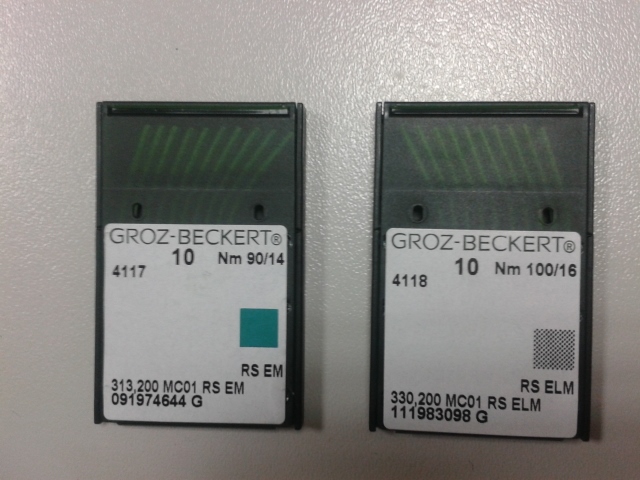 GROZ-BECKERT®
10 Nm 90/14
4117
RS EM
313,200 MC01 RS EM
091974644 G
GROZ-BECKERT®
10 Nm 100/16
4118
RS ELM
330,200 MC01 RS ELM
111983098 G